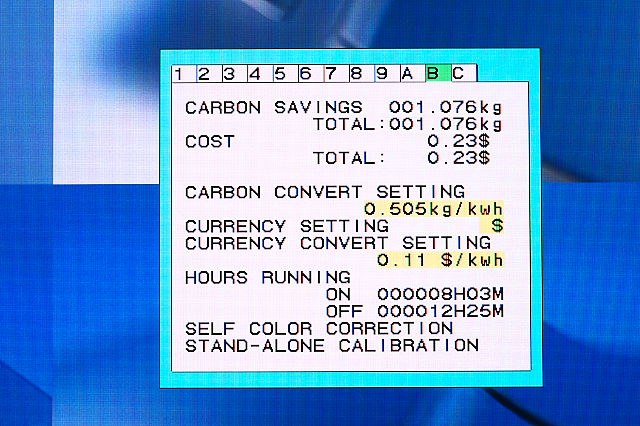 1 2 3 4 5 6 7 8 9 A B C
CARBON SAVINGS 001.076kg
TOTAL:001.076kg
COST 0.23$
TOTAL: 0.23$
CARBON CONVERT SETTING
0.505kg/kwh
CURRENCY SETTING $
CURRENCY CONVERT SETTING
0.11 $/kwh
HOURS RUNNING
ON 000008H03M
OFF 000012H25M
SELF COLOR CORRECTION
STAND-ALONE CALIBRATION